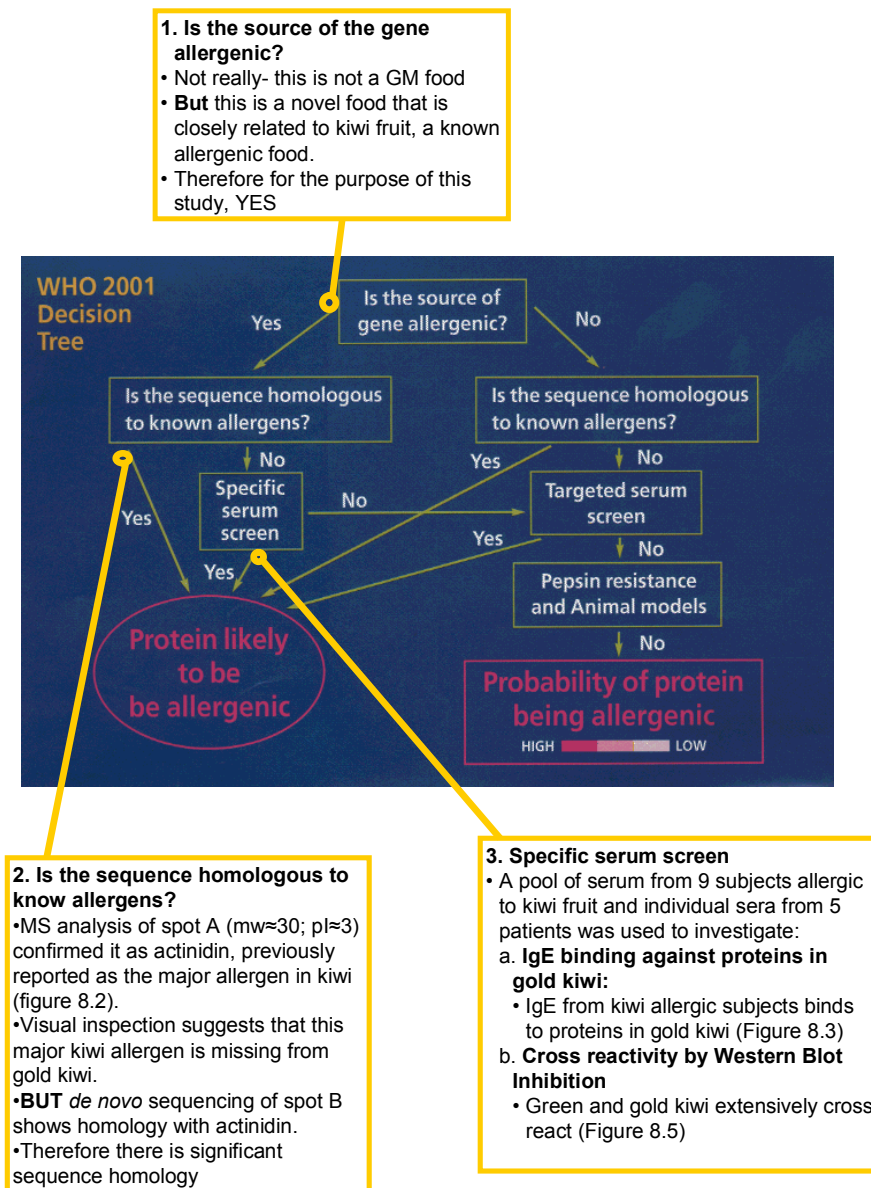 1. Is the source of the gene
allergenic?
• Not really- this is not a GM food
• But this is a novel food that is
closely related to kiwi fruit, a known
allergenic food.
• Therefore for the purpose of this
study, YES
WHO 2001
Decision
Tree
Is the source of
gene allergenic?
Yes
No
Is the sequence homologous
to known allergens?
Is the sequence homologous
to known allergens?
No
Yes
No
Yes
Specific
serum
screen
No
Targeted serum
screen
Yes
Yes
No
Pepsin resistance
and Animal models
No
Protein likely
to be
be allergenic
Probability of protein
being allergenic
HIGH LOW
2. Is the sequence homologous to
know allergens?
•MS analysis of spot A (mw≈30; pI≈3)
confirmed it as actinidin, previously
reported as the major allergen in kiwi
(figure 8.2).
•Visual inspection suggests that this
major kiwi allergen is missing from
gold kiwi.
•BUT de novo sequencing of spot B
shows homology with actinidin.
•Therefore there is significant
sequence homology
3. Specific serum screen
• A pool of serum from 9 subjects allergic
to kiwi fruit and individual sera from 5
patients was used to investigate:
a. IgE binding against proteins in
gold kiwi:
• IgE from kiwi allergic subjects binds
to proteins in gold kiwi (Figure 8.3)
b. Cross reactivity by Western Blot
Inhibition
• Green and gold kiwi extensively cross
react (Figure 8.5)